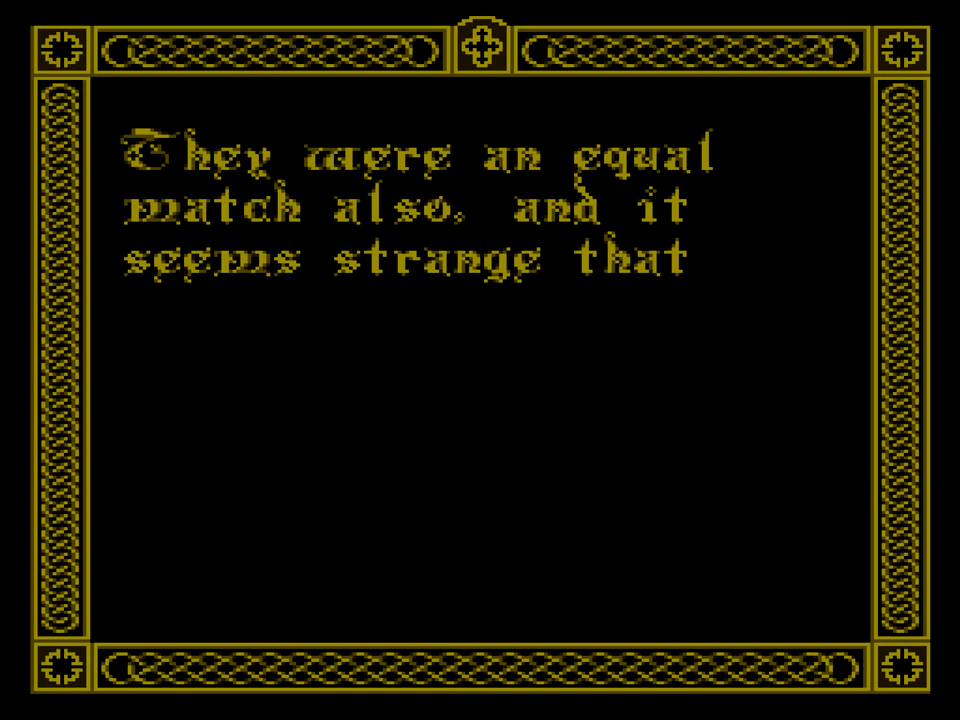 They were an equal
match also, and it
seems strange that